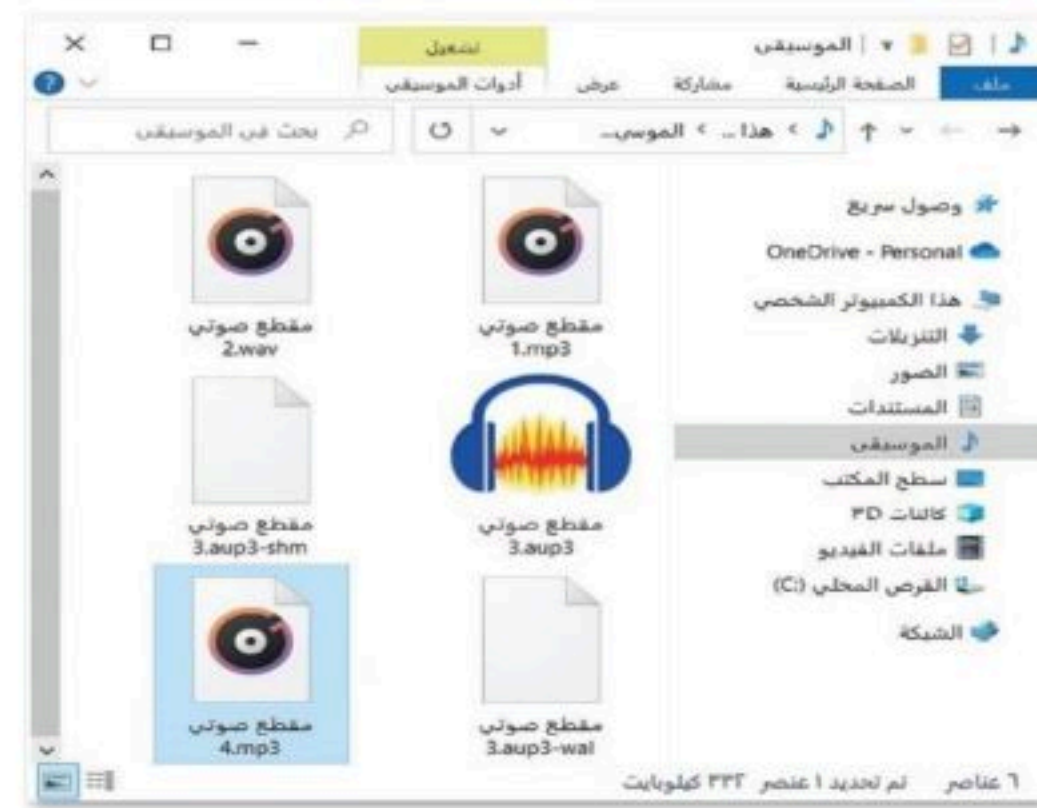 الموسيقى
تشغيل
ملف
الصفحة الرئيسية
مشاركة
عرض
أدوات الموسيقى
هذا ... > الموسي...
بحث في الموسيقى
وصول سريع
OneDrive - Personal
هذا الكمبيوتر الشخصي
التنزيلات
الصور
المستندات
الموسيقى
سطح المكتب
كائنات ٣D
ملفات الفيديو
القرص المحلي (C:)
الشبكة
مقطع صوتي
1.mp3
مقطع صوتي
2.wav
مقطع صوتي
3.aup3
مقطع صوتي
3.aup3-shm
مقطع صوتي
3.aup3-wal
مقطع صوتي
4.mp3
٦ عناصر
تم تحديد ١ عنصر ٣٣٢ كيلوبايت